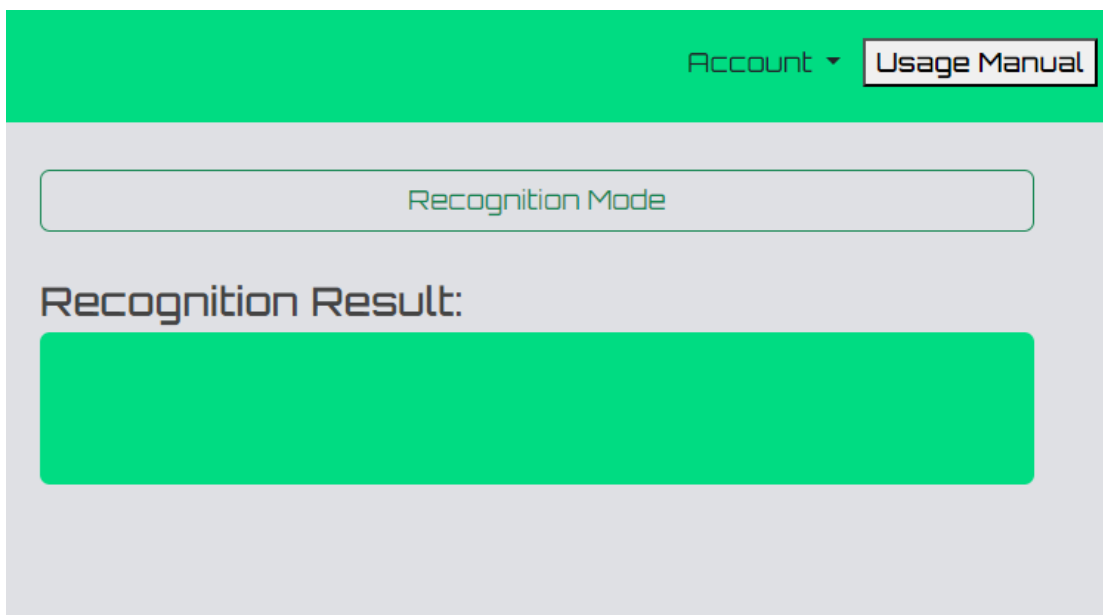 Account Usage Manual
Recognition Mode
Recognition Result: